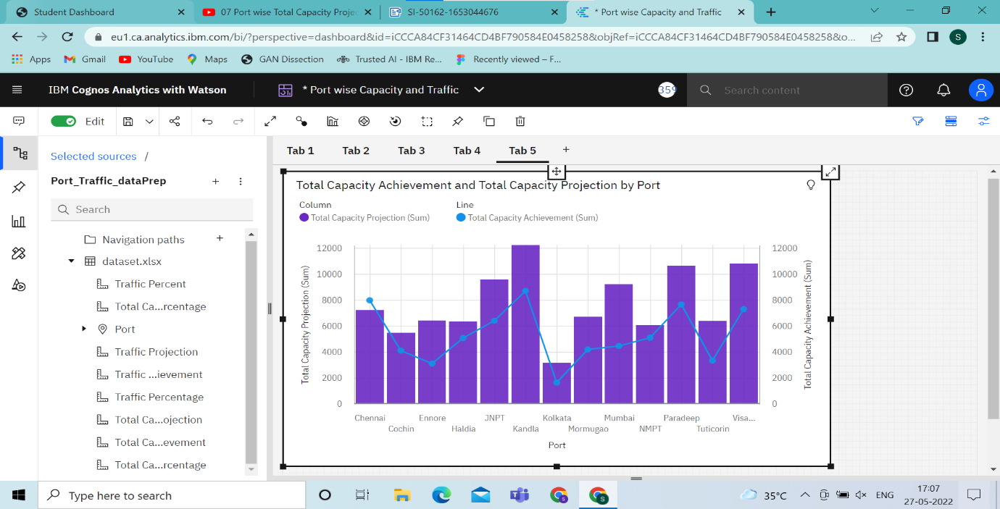 Student Dashboard
07 Port wise Total Capacity Projec
SI-50162-1653044676
* Port wise Capacity and Traffic
eu1.ca.analytics.ibm.com/bi/?perspective=dashboard&id=iCCCA84CF31464CD4BF790584E0458258&objRef=iCCCA84CF31464CD4BF790584E0458258&o...
S
Apps
Gmail
YouTube
Maps
GAN Dissection
Trusted AI - IBM Re...
Recently viewed – F...
IBM Cognos Analytics with Watson
* Port wise Capacity and Traffic
359
Search content
Edit
Selected sources /
Tab 1
Tab 2
Tab 3
Tab 4
Tab 5
Port_Traffic_dataPrep
Search
Navigation paths
dataset.xlsx
Traffic Percent
Total Ca...rcentage
Port
Traffic Projection
Traffic ...ievement
Traffic Percentage
Total Ca...ojection
Total Ca...evement
Total Ca...rcentage
Total Capacity Achievement and Total Capacity Projection by Port
Column
Total Capacity Projection (Sum)
Line
Total Capacity Achievement (Sum)
Total Capacity Projection (Sum)
12000
10000
8000
6000
4000
2000
0
12000
10000
8000
6000
4000
2000
0
Total Capacity Achievement (Sum)
Chennai
Cochin
Ennore
Haldia
JNPT
Kandla
Kolkata
Mormugao
Mumbai
NMPT
Paradeep
Tuticorin
Visa...
Port
Type here to search
35°C
ENG
17:07
27-05-2022